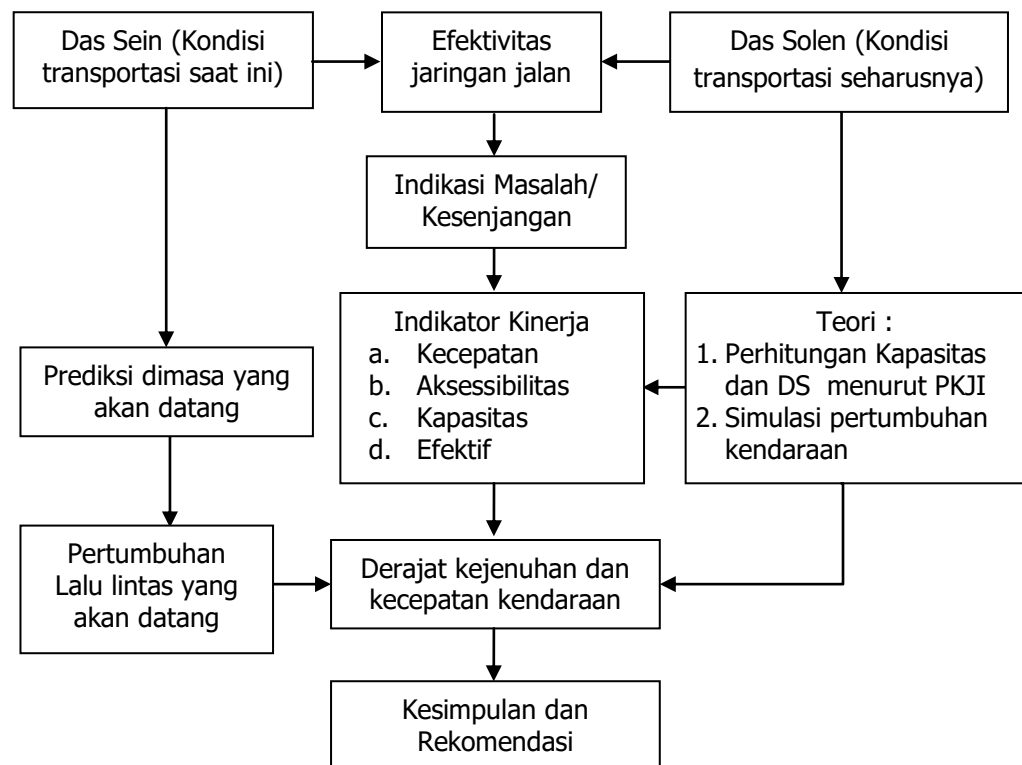 Das Sein (Kondisi
transportasi saat ini)
Efektivitas
jaringan jalan
Das Solen (Kondisi
transportasi seharusnya)
Indikasi Masalah/
Kesenjangan
Indikator Kinerja
a. Kecepatan
b. Aksessibilitas
c. Kapasitas
d. Efektif
Teori :
1. Perhitungan Kapasitas
dan DS menurut PKJI
2. Simulasi pertumbuhan
kendaraan
Prediksi dimasa yang
akan datang
Pertumbuhan
Lalu lintas yang
akan datang
Derajat kejenuhan dan
kecepatan kendaraan
Kesimpulan dan
Rekomendasi